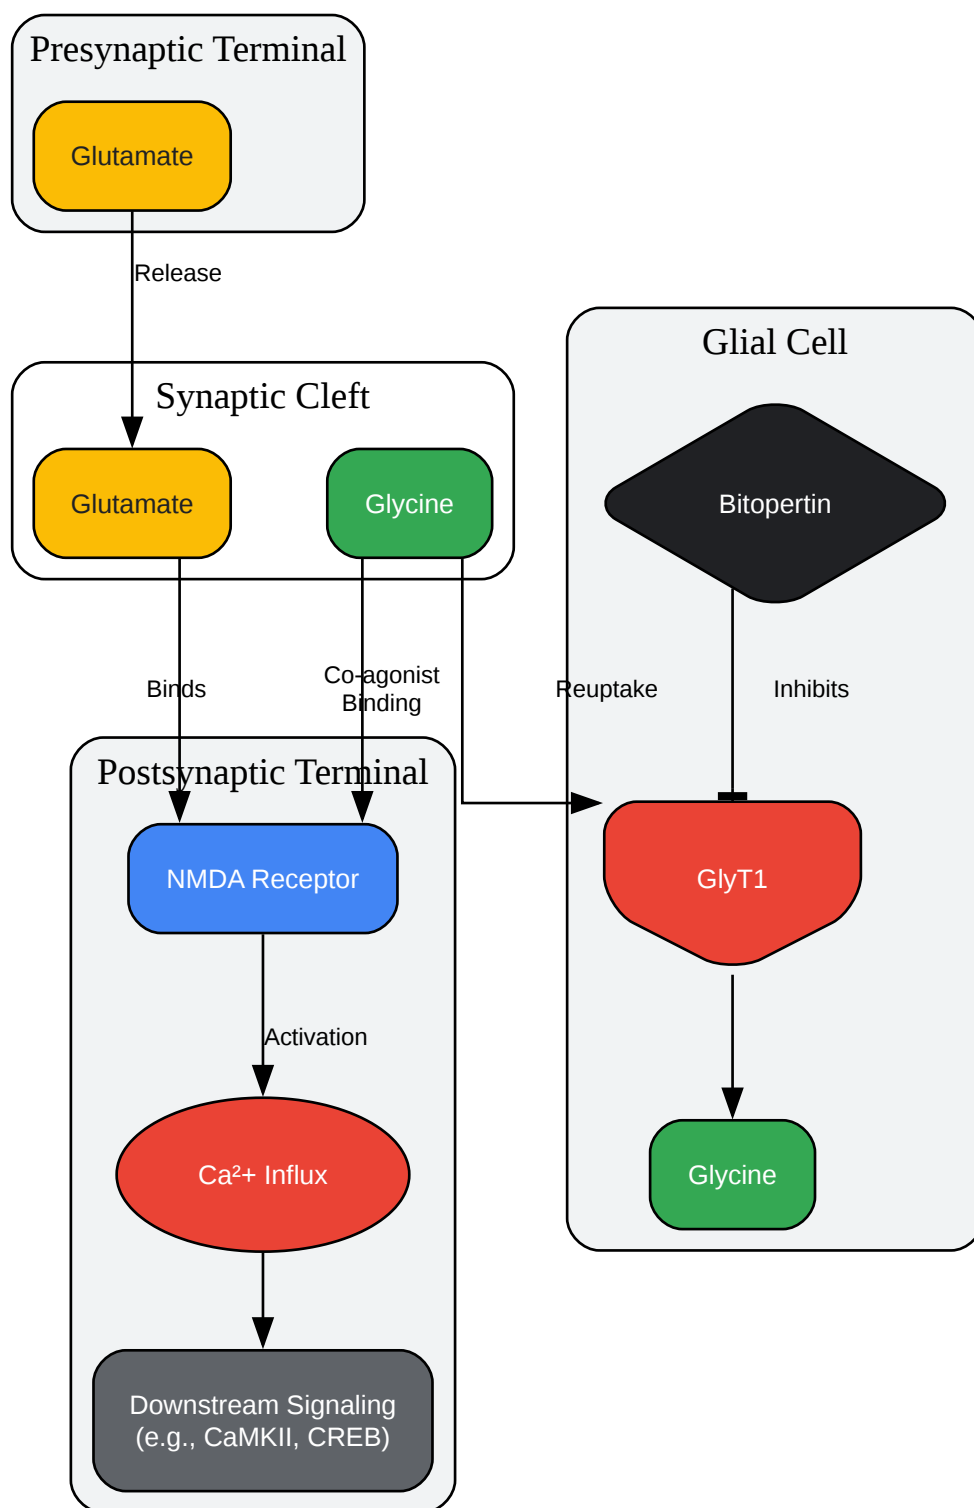 Presynaptic Terminal
Glutamate
Release
Synaptic Cleft
Glutamate
Glycine
Glial Cell
Bitopertin
Binds
Co-agonist
Binding
Reuptake
Inhibits
Postsynaptic Terminal
NMDA Receptor
GlyT1
Activation
Ca²+ Influx
Glycine
Downstream Signaling
(e.g., CaMKII, CREB)